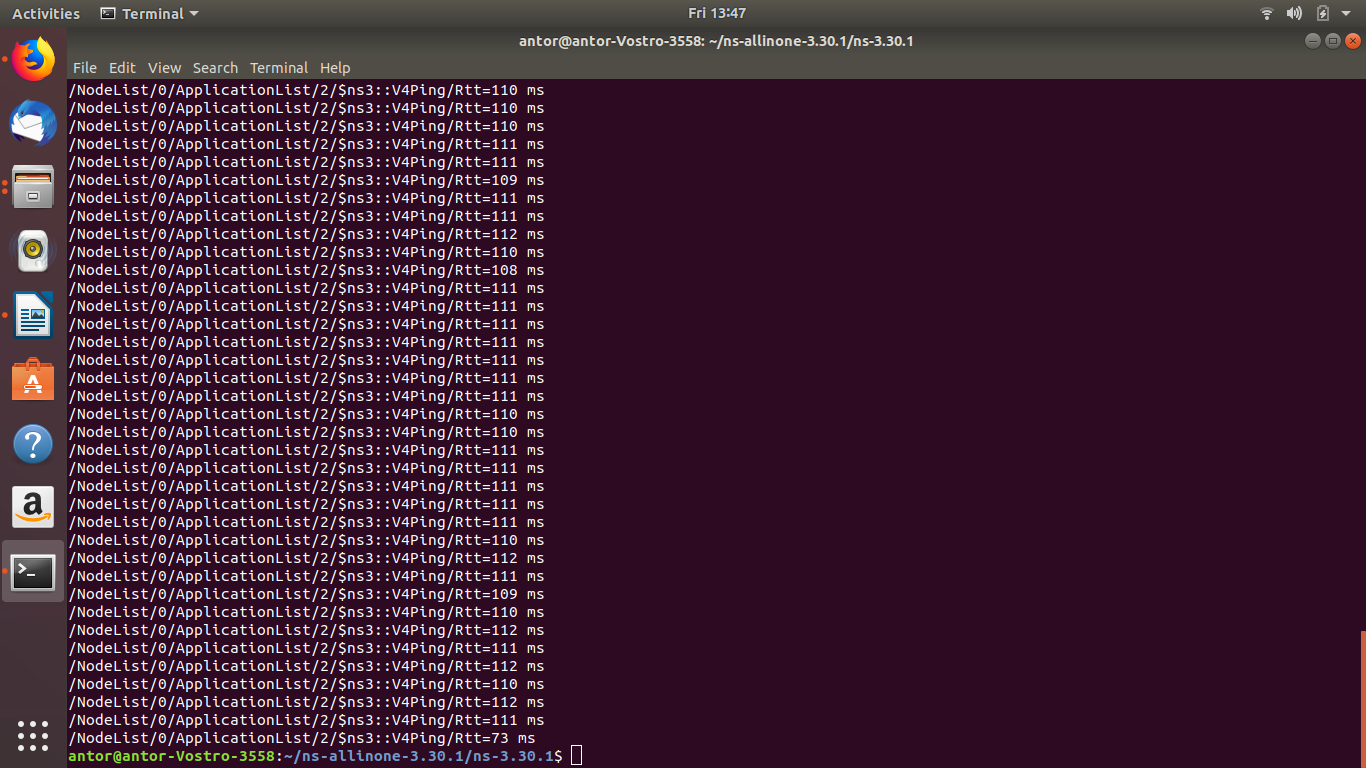 Activities
Terminal
Fri 13:47
antor@antor-Vostro-3558: ~/ns-allinone-3.30.1/ns-3.30.1
File Edit View Search Terminal Help
/NodeList/0/ApplicationList/2/$ns3::V4Ping/Rtt=110 ms
/NodeList/0/ApplicationList/2/$ns3::V4Ping/Rtt=110 ms
/NodeList/0/ApplicationList/2/$ns3::V4Ping/Rtt=110 ms
/NodeList/0/ApplicationList/2/$ns3::V4Ping/Rtt=111 ms
/NodeList/0/ApplicationList/2/$ns3::V4Ping/Rtt=111 ms
/NodeList/0/ApplicationList/2/$ns3::V4Ping/Rtt=109 ms
/NodeList/0/ApplicationList/2/$ns3::V4Ping/Rtt=111 ms
/NodeList/0/ApplicationList/2/$ns3::V4Ping/Rtt=111 ms
/NodeList/0/ApplicationList/2/$ns3::V4Ping/Rtt=112 ms
/NodeList/0/ApplicationList/2/$ns3::V4Ping/Rtt=110 ms
/NodeList/0/ApplicationList/2/$ns3::V4Ping/Rtt=108 ms
/NodeList/0/ApplicationList/2/$ns3::V4Ping/Rtt=111 ms
/NodeList/0/ApplicationList/2/$ns3::V4Ping/Rtt=111 ms
/NodeList/0/ApplicationList/2/$ns3::V4Ping/Rtt=111 ms
/NodeList/0/ApplicationList/2/$ns3::V4Ping/Rtt=111 ms
/NodeList/0/ApplicationList/2/$ns3::V4Ping/Rtt=111 ms
/NodeList/0/ApplicationList/2/$ns3::V4Ping/Rtt=111 ms
/NodeList/0/ApplicationList/2/$ns3::V4Ping/Rtt=111 ms
/NodeList/0/ApplicationList/2/$ns3::V4Ping/Rtt=110 ms
/NodeList/0/ApplicationList/2/$ns3::V4Ping/Rtt=110 ms
/NodeList/0/ApplicationList/2/$ns3::V4Ping/Rtt=111 ms
/NodeList/0/ApplicationList/2/$ns3::V4Ping/Rtt=111 ms
/NodeList/0/ApplicationList/2/$ns3::V4Ping/Rtt=111 ms
/NodeList/0/ApplicationList/2/$ns3::V4Ping/Rtt=111 ms
/NodeList/0/ApplicationList/2/$ns3::V4Ping/Rtt=111 ms
/NodeList/0/ApplicationList/2/$ns3::V4Ping/Rtt=110 ms
/NodeList/0/ApplicationList/2/$ns3::V4Ping/Rtt=112 ms
/NodeList/0/ApplicationList/2/$ns3::V4Ping/Rtt=111 ms
/NodeList/0/ApplicationList/2/$ns3::V4Ping/Rtt=109 ms
/NodeList/0/ApplicationList/2/$ns3::V4Ping/Rtt=110 ms
/NodeList/0/ApplicationList/2/$ns3::V4Ping/Rtt=112 ms
/NodeList/0/ApplicationList/2/$ns3::V4Ping/Rtt=111 ms
/NodeList/0/ApplicationList/2/$ns3::V4Ping/Rtt=112 ms
/NodeList/0/ApplicationList/2/$ns3::V4Ping/Rtt=110 ms
/NodeList/0/ApplicationList/2/$ns3::V4Ping/Rtt=112 ms
/NodeList/0/ApplicationList/2/$ns3::V4Ping/Rtt=111 ms
/NodeList/0/ApplicationList/2/$ns3::V4Ping/Rtt=73 ms
antor@antor-Vostro-3558:~/ns-allinone-3.30.1/ns-3.30.1$